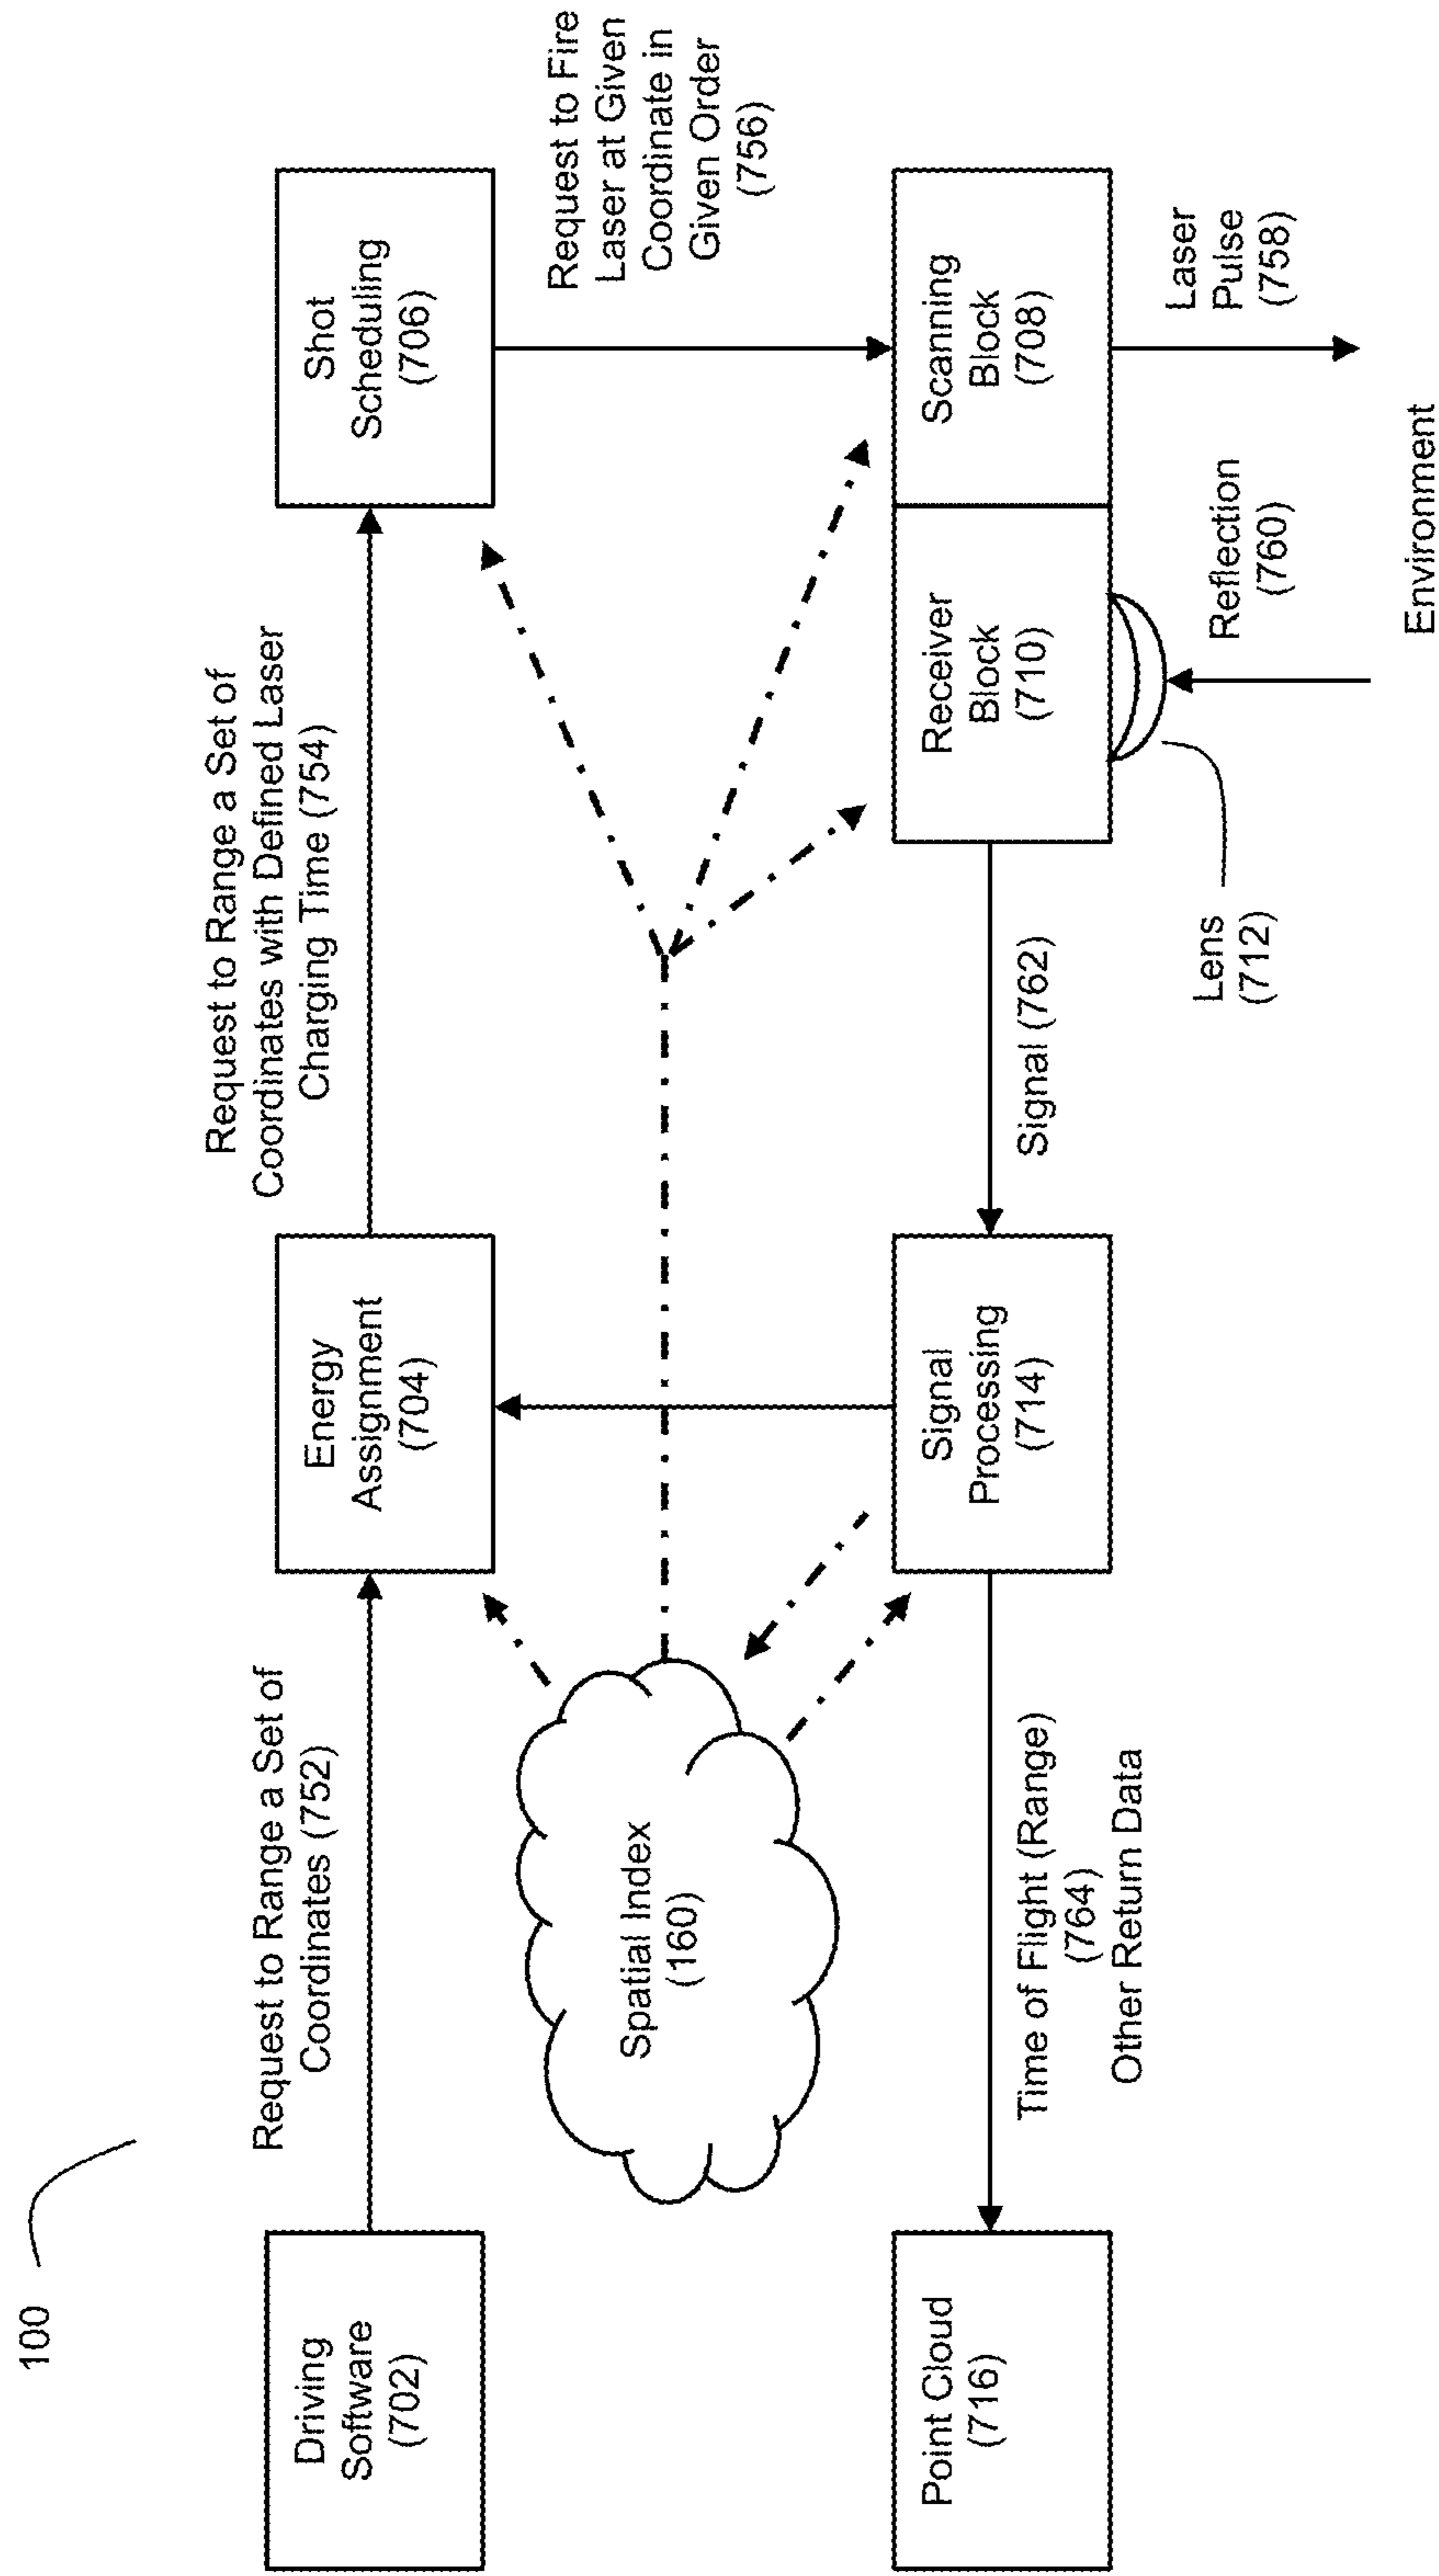 100
Driving
Software
(702)
Request to Range a Set of
Coordinates (752)
Energy
Assignment
(704)
Request to Range a Set of
Coordinates with Defined Laser
Charging Time (754)
Shot
Scheduling
(706)
Request to Fire
Laser at Given
Coordinate in
Given Order
(756)
Spatial Index
(160)
Point Cloud
(716)
Time of Flight (Range)
(764)
Other Return Data
Signal
Processing
(714)
Signal (762)
Receiver
Block
(710)
Scanning
Block
(708)
Lens
(712)
Reflection
(760)
Laser
Pulse
(758)
Environment